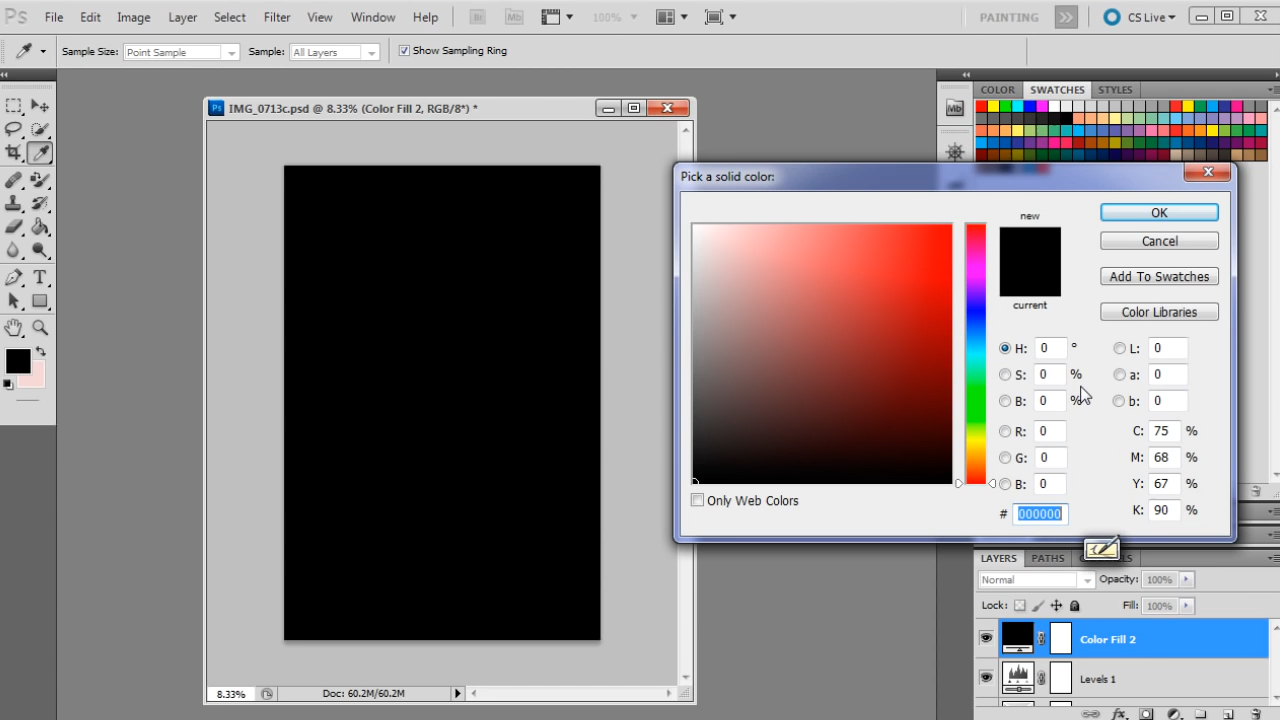 Ps File Edit Image Layer Select Filter View Window Help Br Mb 100% PAINTING CS Live
Sample Size: Point Sample Sample: All Layers Show Sampling Ring
IMG_0713c.psd @ 8.33% (Color Fill 2, RGB/8*) *
COLOR SWATCHES STYLES
Mb
Pick a solid color:
new
current
OK
Cancel
Add To Swatches
Color Libraries
H: 0 ° L: 0
S: 0 % a: 0
B: 0 % b: 0
R: 0 C: 75 %
G: 0 M: 68 %
B: 0 Y: 67 %
# 000000 K: 90 %
Only Web Colors
LAYERS PATHS
Normal Opacity: 100%
Lock: Fill: 100%
Color Fill 2
Levels 1
8.33% Doc: 60.2M/60.2M